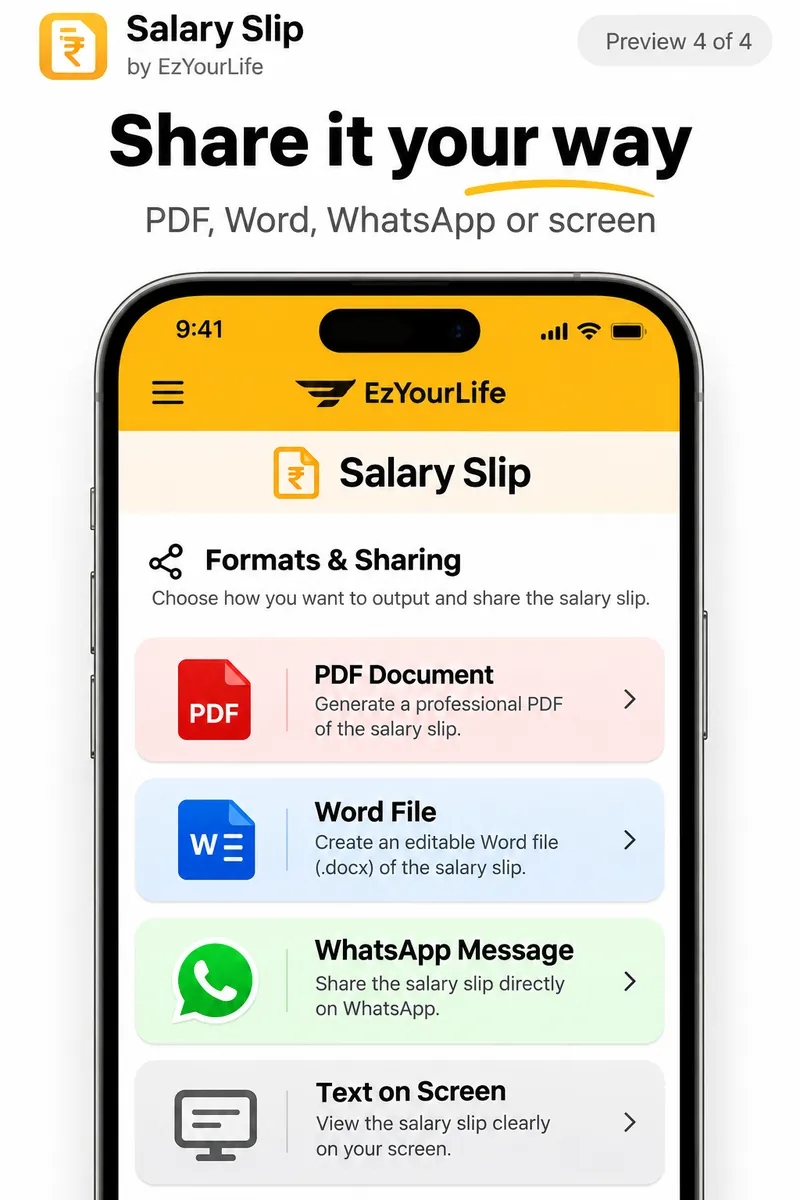 Salary Slip
by EzYourLife
Preview 4 of 4
Share it your way
PDF, Word, WhatsApp or screen
9:41
EzYourLife
₹
Salary Slip
Formats & Sharing
Choose how you want to output and share the salary slip.
PDF
PDF Document
Generate a professional PDF
of the salary slip.
W
Word File
Create an editable Word file
(.docx) of the salary slip.
WhatsApp Message
Share the salary slip directly
on WhatsApp.
Text on Screen
View the salary slip clearly
on your screen.